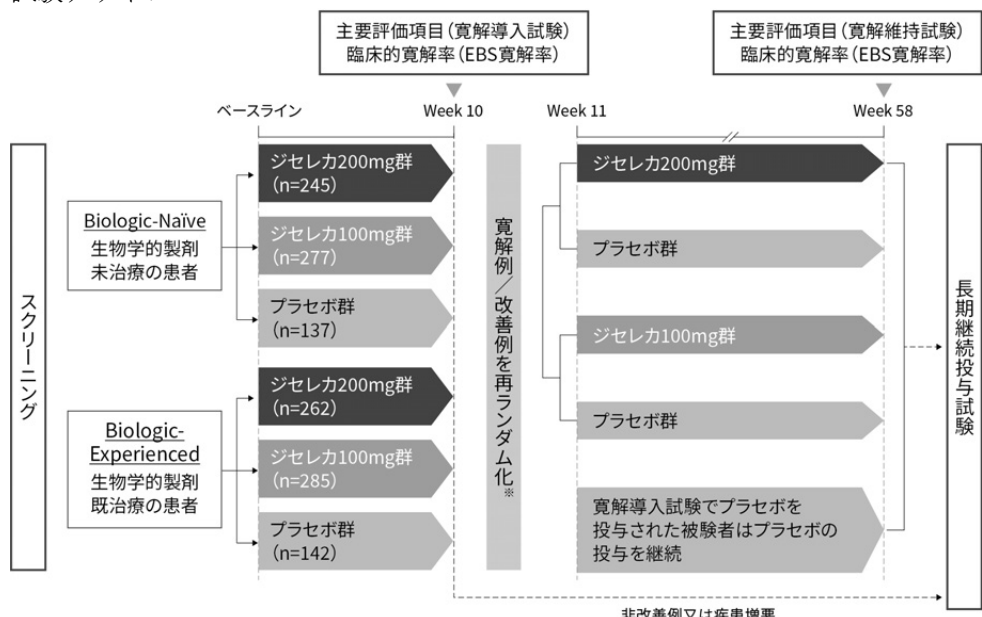 主要評価項目（寛解導入試験）
臨床的寛解率（EBS寛解率）
主要評価項目（寛解維持試験）
臨床的寛解率（EBS寛解率）
ベースライン
Week 10
Week 11
Week 58
スクリーニング
Biologic-Naïve
生物学的製剤
未治療の患者
ジセレカ200mg群
（n=245）
ジセレカ100mg群
（n=277）
プラセボ群
（n=137）
Biologic-
Experienced
生物学的製剤
既治療の患者
ジセレカ200mg群
（n=262）
ジセレカ100mg群
（n=285）
プラセボ群
（n=142）
寛解例／改善例を再ランダム化※
ジセレカ200mg群
プラセボ群
ジセレカ100mg群
プラセボ群
寛解導入試験でプラセボを
投与された被験者はプラセボの
投与を継続
長期継続投与試験
非改善例又は疾患増悪